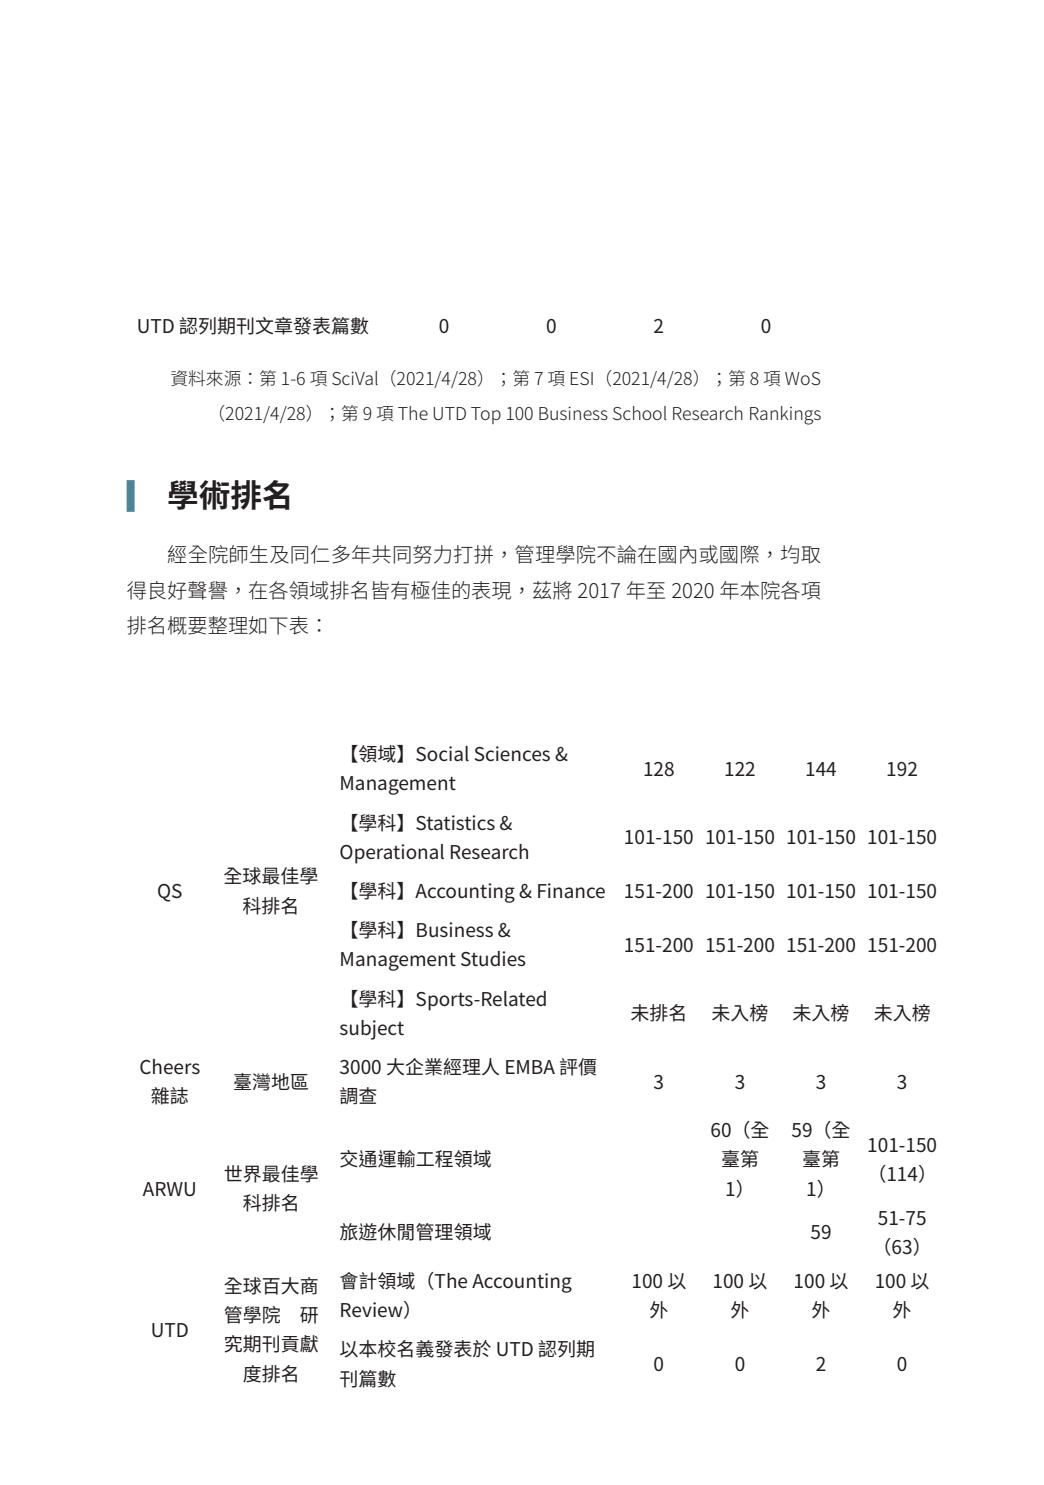 UTD 認列期刊文章發表篇數 0 0 2 0
資料來源：第 1-6 項 SciVal（2021/4/28）；第 7 項 ESI（2021/4/28）；第 8 項 WoS
（2021/4/28）；第 9 項 The UTD Top 100 Business School Research Rankings
學術排名
經全院師生及同仁多年共同努力打拼，管理學院不論在國內或國際，均取
得良好聲譽，在各領域排名皆有極佳的表現，茲將 2017 年至 2020 年本院各項
排名概要整理如下表：
QS
全球最佳學
科排名
【領域】Social Sciences &
Management
128 122 144 192
【學科】Statistics &
Operational Research
101-150 101-150 101-150 101-150
【學科】Accounting & Finance 151-200 101-150 101-150 101-150
【學科】Business &
Management Studies
151-200 151-200 151-200 151-200
【學科】Sports-Related
subject
未排名 未入榜 未入榜 未入榜
Cheers
雜誌
臺灣地區
3000 大企業經理人 EMBA 評價
調查
3 3 3 3
ARWU
世界最佳學
科排名
交通運輸工程領域
60（全
臺第
1）
59（全
臺第
1）
101-150
（114）
旅遊休閒管理領域
59
51-75
（63）
UTD
全球百大商
管學院　研
究期刊貢獻
度排名
會計領域（The Accounting
Review）
100 以
外
100 以
外
100 以
外
100 以
外
以本校名義發表於 UTD 認列期
刊篇數
0 0 2 0